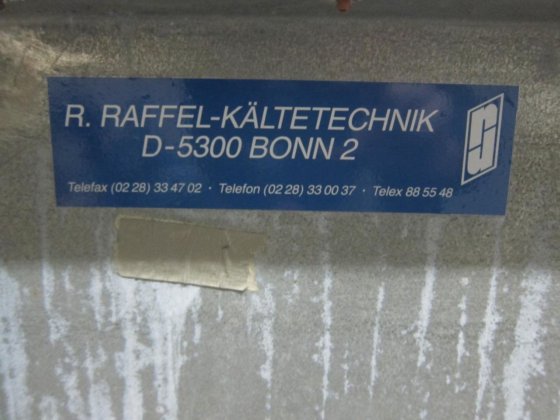 R. RAFFEL-KÄLTETECHNIK
D-5300 BONN 2
Telefax (02 28) 33 47 02 · Telefon (02 28) 33 00 37 · Telex 88 55 48